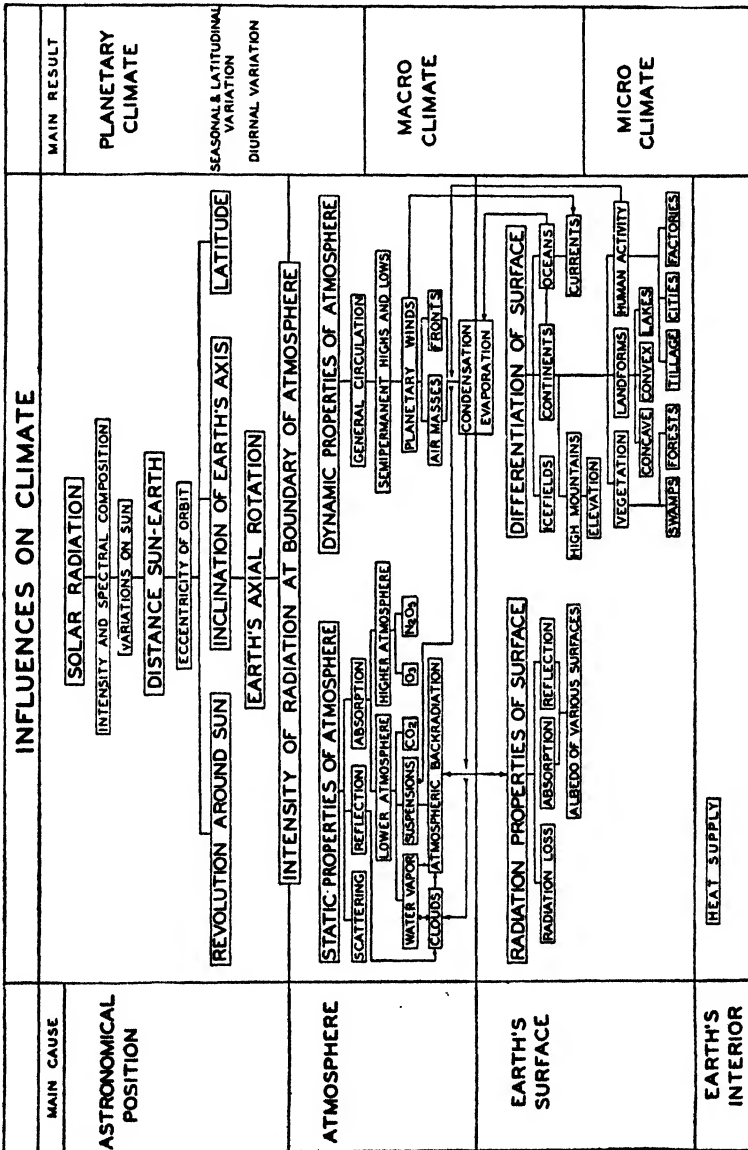 INFLUENCES ON CLIMATE
MAIN CAUSE
MAIN RESULT
ASTRONOMICAL
POSITION
SOLAR RADIATION
INTENSITY AND SPECTRAL COMPOSITION
VARIATIONS ON SUN
DISTANCE SUN-EARTH
ECCENTRICITY OF ORBIT
REVOLUTION AROUND SUN
INCLINATION OF EARTH'S AXIS
LATITUDE
EARTH'S AXIAL ROTATION
PLANETARY
CLIMATE
SEASONAL & LATITUDINAL
VARIATION
DIURNAL VARIATION
INTENSITY OF RADIATION AT BOUNDARY OF ATMOSPHERE
ATMOSPHERE
STATIC PROPERTIES OF ATMOSPHERE
SCATTERING
REFLECTION
ABSORPTION
LOWER ATMOSPHERE
HIGHER ATMOSPHERE
WATER VAPOR
SUSPENSIONS
CO2
O3
N2O5
CLOUDS
ATMOSPHERIC BACKRADIATION
DYNAMIC PROPERTIES OF ATMOSPHERE
GENERAL CIRCULATION
SEMIPERMANENT HIGHS AND LOWS
PLANETARY WINDS
AIR MASSES
FRONTS
CONDENSATION
EVAPORATION
MACRO
CLIMATE
EARTH'S
SURFACE
RADIATION PROPERTIES OF SURFACE
RADIATION LOSS
ABSORPTION
REFLECTION
ALBEDO OF VARIOUS SURFACES
DIFFERENTIATION OF SURFACE
ICEFIELDS
CONTINENTS
OCEANS
HIGH MOUNTAINS
ELEVATION
CURRENTS
VEGETATION
LANDFORMS
HUMAN ACTIVITY
CONCAVE
CONVEX
LAKES
SWAMPS
FORESTS
TILLAGE
CITIES
FACTORIES
MICRO
CLIMATE
EARTH'S
INTERIOR
HEAT SUPPLY